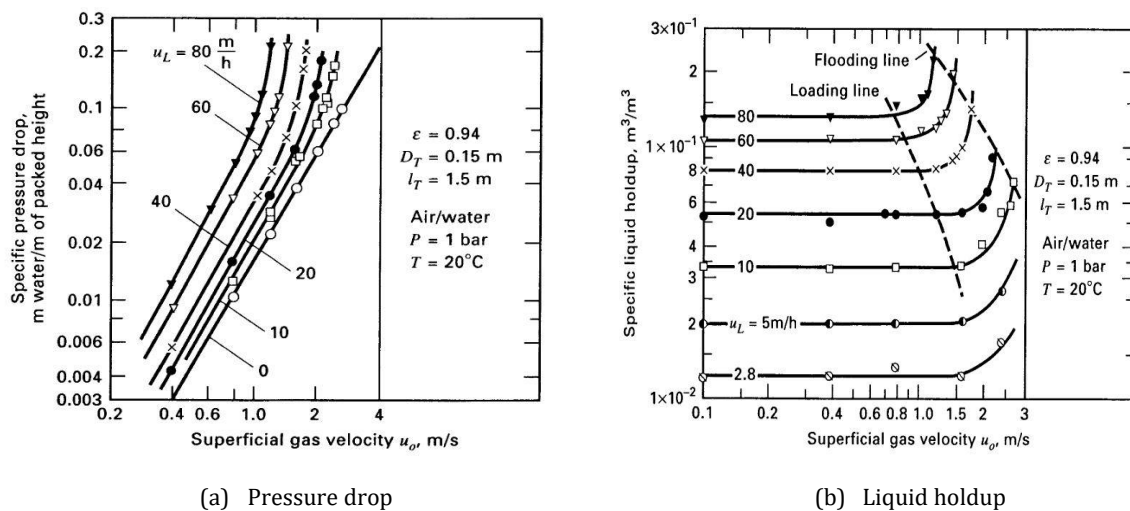 u_L = 80 m/h
60
40
20
10
0
Specific pressure drop,
m water/m of packed height
0.3
0.2
0.1
0.06
0.04
0.02
0.01
0.006
0.004
0.003
0.2
0.4
0.6
1.0
2
4
Superficial gas velocity u_o, m/s
ε = 0.94
D_T = 0.15 m
l_T = 1.5 m
Air/water
P = 1 bar
T = 20°C
(a) Pressure drop
Flooding line
Loading line
80
60
40
20
10
u_L = 5m/h
2.8
Specific liquid holdup, m³/m³
3×10⁻¹
2
1×10⁻¹
8
6
4
2
1×10⁻²
0.1
0.2
0.4
0.6
0.8
1.0
1.5
2
3
Superficial gas velocity u_o, m/s
ε = 0.94
D_T = 0.15 m
l_T = 1.5 m
Air/water
P = 1 bar
T = 20°C
(b) Liquid holdup